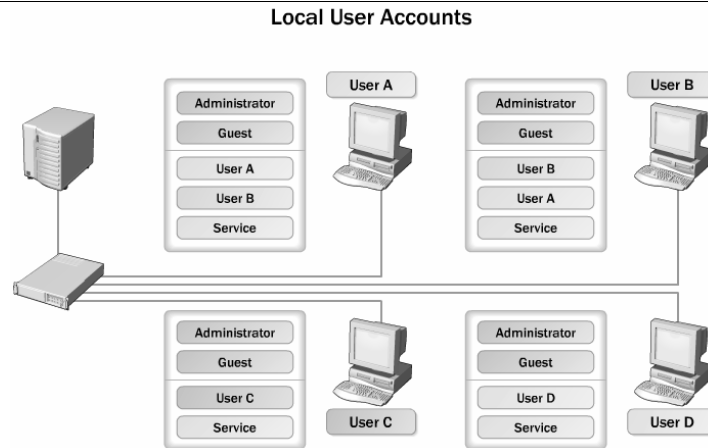 Local User Accounts
User A
Administrator
Guest
User A
User B
Service
User B
Administrator
Guest
User B
User A
Service
Administrator
Guest
User C
Service
User C
Administrator
Guest
User D
Service
User D